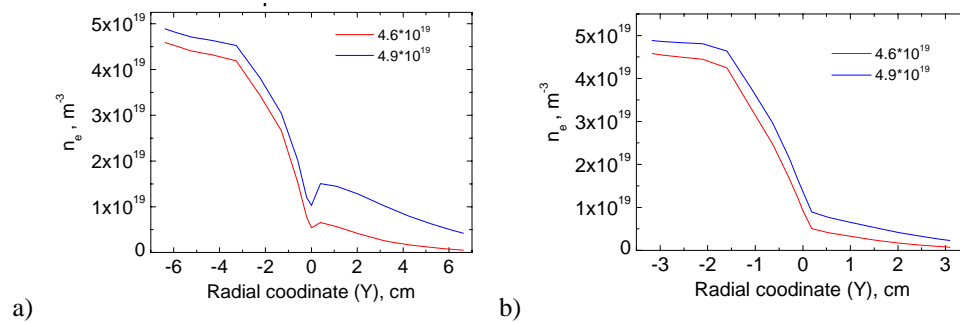 5x10^19
4x10^19
3x10^19
2x10^19
1x10^19
0
n_e , m^-3
4.6*10^19
4.9*10^19
-6 -4 -2 0 2 4 6
Radial coodinate (Y), cm
a)
5x10^19
4x10^19
3x10^19
2x10^19
1x10^19
0
n_e , m^-3
4.6*10^19
4.9*10^19
-3 -2 -1 0 1 2 3
Radial coodinate (Y), cm
b)